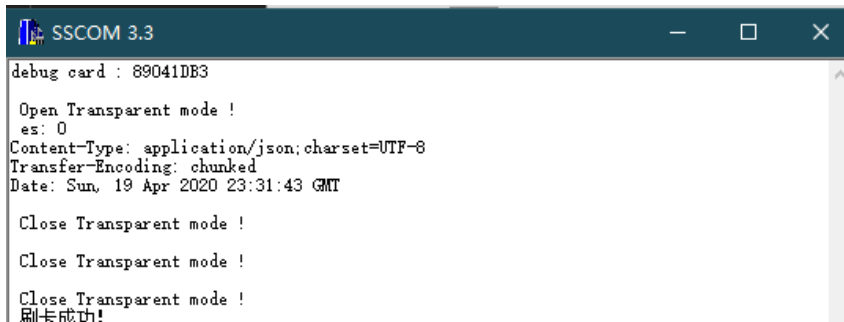 SSCOM 3.3
debug card : 89041DB3
Open Transparent mode !
es: 0
Content-Type: application/json;charset=UTF-8
Transfer-Encoding: chunked
Date: Sun, 19 Apr 2020 23:31:43 GMT
Close Transparent mode !
Close Transparent mode !
Close Transparent mode !
刷卡成功!